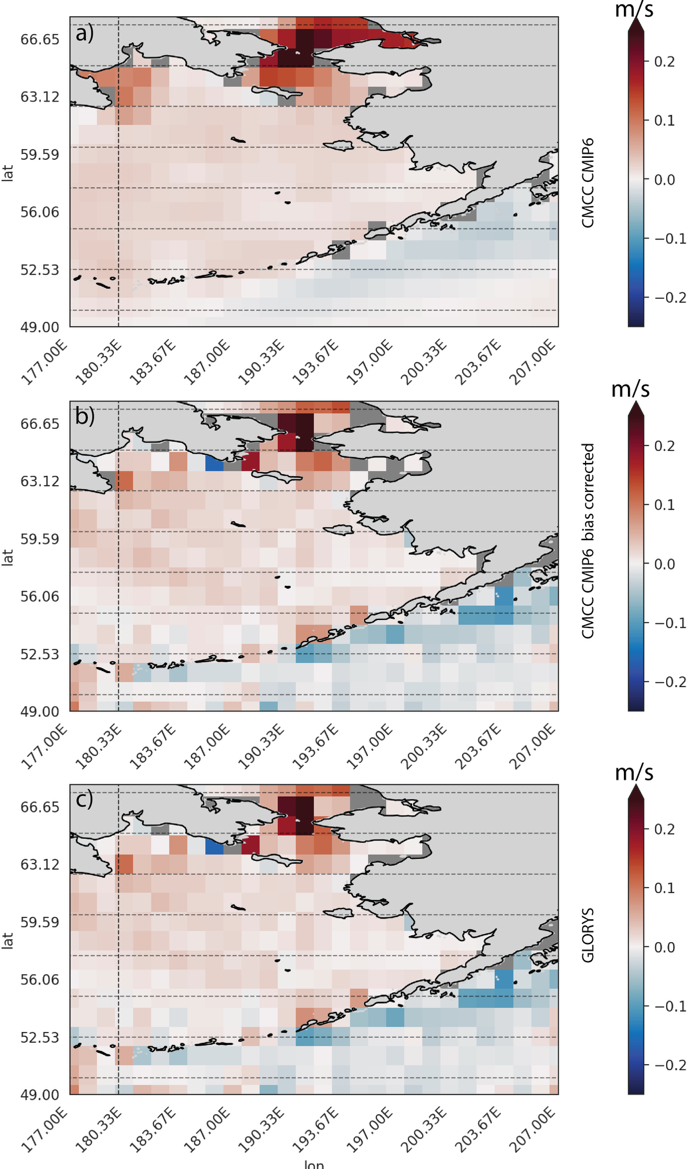 m/s
a)
66.65
63.12
59.59
56.06
52.53
49.00
lat
177.00E
180.33E
183.67E
187.00E
190.33E
193.67E
197.00E
200.33E
203.67E
207.00E
0.2
0.1
0.0
−0.1
−0.2
CMCC CMIP6
m/s
b)
66.65
63.12
59.59
56.06
52.53
49.00
lat
177.00E
180.33E
183.67E
187.00E
190.33E
193.67E
197.00E
200.33E
203.67E
207.00E
0.2
0.1
0.0
−0.1
−0.2
CMCC CMIP6 bias corrected
m/s
c)
66.65
63.12
59.59
56.06
52.53
49.00
lat
177.00E
180.33E
183.67E
187.00E
190.33E
193.67E
197.00E
200.33E
203.67E
207.00E
lon
0.2
0.1
0.0
−0.1
−0.2
GLORYS